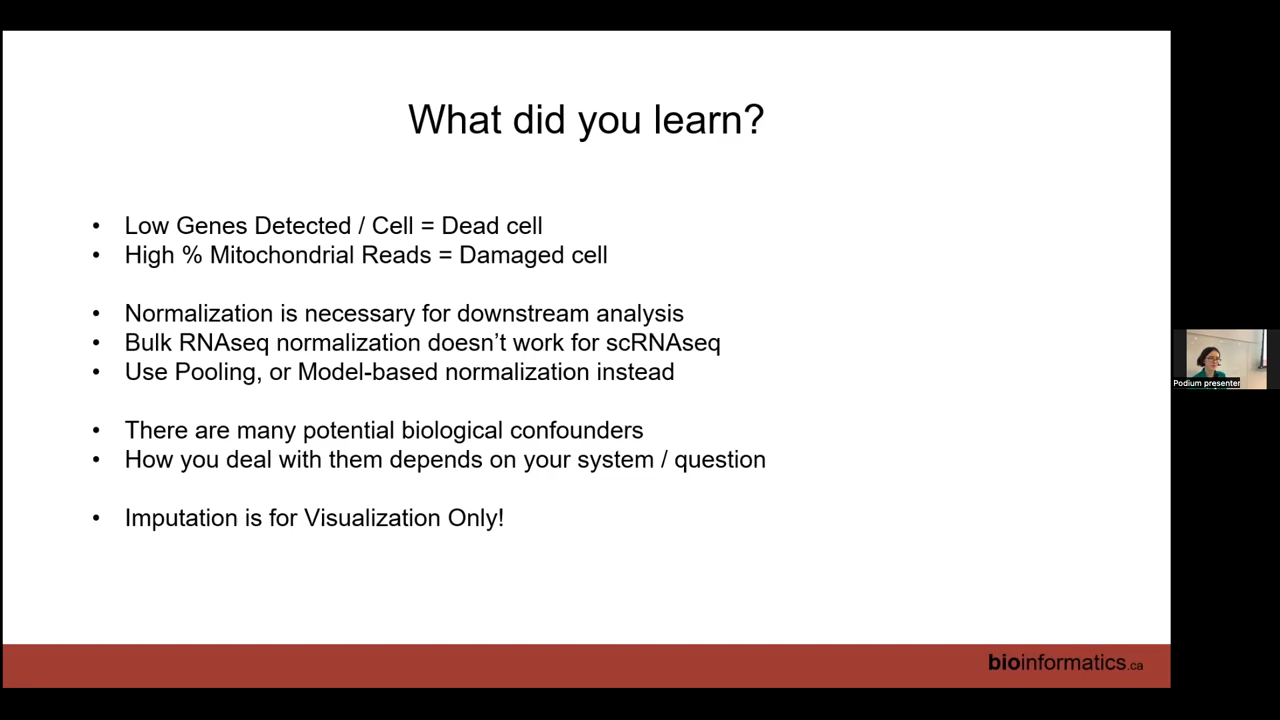 What did you learn?
• Low Genes Detected / Cell = Dead cell
• High % Mitochondrial Reads = Damaged cell
• Normalization is necessary for downstream analysis
• Bulk RNAseq normalization doesn’t work for scRNAseq
• Use Pooling, or Model-based normalization instead
• There are many potential biological confounders
• How you deal with them depends on your system / question
• Imputation is for Visualization Only!
Podium presenter
bioinformatics.ca